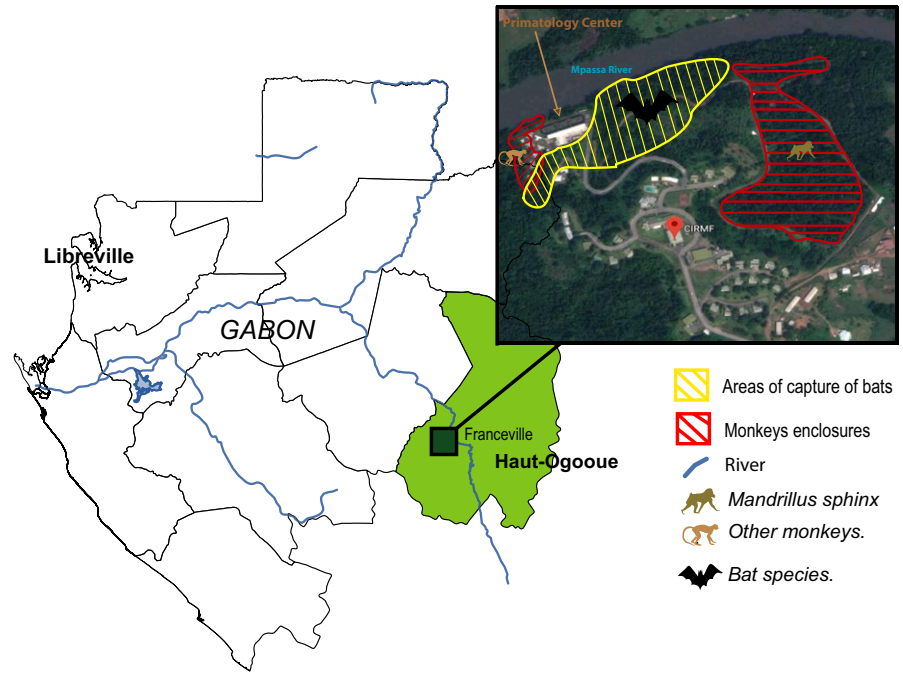 Primatology Center
Mpassa River
CIRMF
Libreville
GABON
Franceville
Haut-Ogooue
Areas of capture of bats
Monkeys enclosures
River
Mandrillus sphinx
Other monkeys.
Bat species.